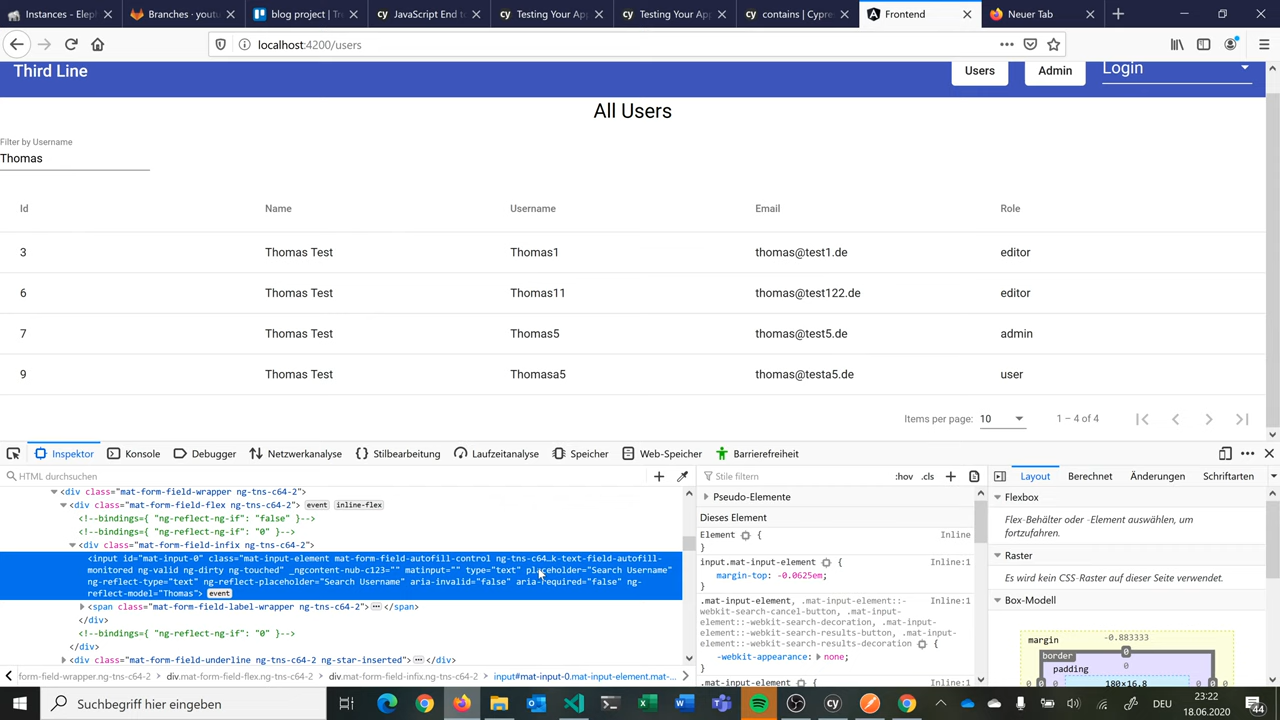 Instances - Eleph
Branches · youtu
blog project | Tw
JavaScript End to
Testing Your App
Testing Your App
contains | Cypres
Frontend
Neuer Tab
localhost:4200/users
Third Line
Users
Admin
Login
All Users
Filter by Username
Thomas
Id Name Username Email Role
3 Thomas Test Thomas1 thomas@test1.de editor
6 Thomas Test Thomas11 thomas@test122.de editor
7 Thomas Test Thomas5 thomas@test5.de admin
9 Thomas Test Thomasa5 thomas@testa5.de user
Items per page: 10 1 – 4 of 4
Inspektor Konsole Debugger Netzwerkanalyse Stilbearbeitung Laufzeitanalyse Speicher Web-Speicher Barrierefreiheit
HTML durchsuchen
<div class="mat-form-field-wrapper ng-tns-c64-2">
<div class="mat-form-field-flex ng-tns-c64-2"> event inline-flex
<!--bindings={ "ng-reflect-ng-if": "false" }-->
<!--bindings={ "ng-reflect-ng-if": "0" }-->
<div class="mat-form-field-infix ng-tns-c64-2">
<input id="mat-input-0" class="mat-input-element mat-form-field-autofill-control ng-tns-c64…k-text-field-autofill-
monitored ng-valid ng-dirty ng-touched" _ngcontent-nub-c123="" matinput="" type="text" placeholder="Search Username"
ng-reflect-type="text" ng-reflect-placeholder="Search Username" aria-invalid="false" aria-required="false" ng-
reflect-model="Thomas"> event
<span class="mat-form-field-label-wrapper ng-tns-c64-2"> ••• </span>
</div>
<!--bindings={ "ng-reflect-ng-if": "0" }-->
</div>
<div class="mat-form-field-underline ng-tns-c64-2 ng-star-inserted"> ••• </div>
form-field-wrapper.ng-tns-c64-2 div.mat-form-field-flex.ng-tns-c64-2 div.mat-form-field-infix.ng-tns-c64-2 input#mat-input-0.mat-input-element.mat-…
Stile filtern
:hov .cls
Pseudo-Elemente
Dieses Element
Element { Inline
}
input.mat-input-element { Inline:1
margin-top: -0.0625em;
}
.mat-input-element, .mat-input-element::- Inline:1
webkit-search-cancel-button, .mat-input-
element::-webkit-search-decoration, .mat-input-
element::-webkit-search-results-button, .mat-input-
element::-webkit-search-results-decoration {
-webkit-appearance: none;
}
.mat-input-element { Inline:1
Layout Berechnet Änderungen Schriftarten
Flexbox
Flex-Behälter oder -Element auswählen, um
fortzufahren.
Raster
Es wird kein CSS-Raster auf dieser Seite verwendet.
Box-Modell
margin -0.883333
border 0
padding 0
0 0 0 180×16.8 0 0 0
Suchbegriff hier eingeben
DEU
23:22
18.06.2020